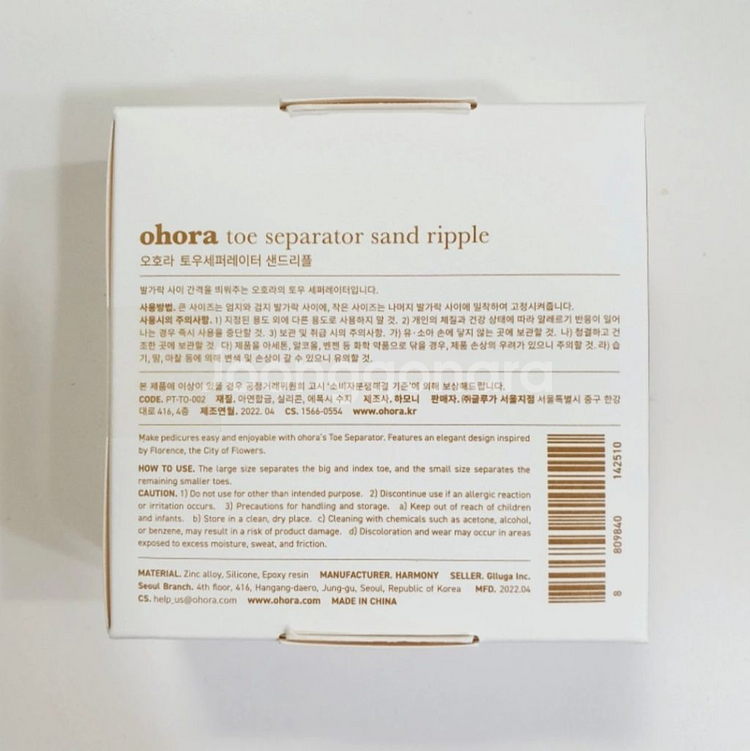 ohora toe separator sand ripple
오호라 토우세퍼레이터 샌드리플
발가락 사이 간격을 띄워주는 오호라의 토우 세퍼레이터입니다.
사용방법. 큰 사이즈는 엄지와 검지 발가락 사이에, 작은 사이즈는 나머지 발가락 사이에 밀착하여 고정시켜줍니다.
사용시의 주의사항. 1) 지정된 용도 외에 다른 용도로 사용하지 말 것. 2) 개인의 체질과 건강 상태에 따라 알레르기 반응이 일어
나는 경우 즉시 사용을 중단할 것. 3) 보관 및 취급 시의 주의사항. 가) 유·소아 손에 닿지 않는 곳에 보관할 것. 나) 청결하고 건
조한 곳에 보관할 것. 다) 제품을 아세톤, 알코올, 벤젠 등 화학 약품으로 닦을 경우, 제품 손상의 우려가 있으니 주의할 것. 라) 습
기, 땀, 마찰 등에 의해 변색 및 손상이 갈 수 있으니 유의할 것.
본 제품에 이상이 있을 경우 공정거래위원회 고시 '소비자분쟁해결 기준'에 의해 보상해드립니다.
CODE. PT-TO-002 재질. 아연합금, 실리콘, 에폭시 수지 제조사. 하모니 판매자. ㈜글루가 서울지점 서울특별시 중구 한강
대로 416, 4층 제조연월. 2022. 04 CS. 1566-0554 www.ohora.kr
joonggonara
Make pedicures easy and enjoyable with ohora's Toe Separator. Features an elegant design inspired
by Florence, the City of Flowers.
HOW TO USE. The large size separates the big and index toe, and the small size separates the
remaining smaller toes.
CAUTION. 1) Do not use for other than intended purpose. 2) Discontinue use if an allergic reaction
or irritation occurs. 3) Precautions for handling and storage. a) Keep out of reach of children
and infants. b) Store in a clean, dry place. c) Cleaning with chemicals such as acetone, alcohol,
or benzene, may result in a risk of product damage. d) Discoloration and wear may occur in areas
exposed to excess moisture, sweat, and friction.
MATERIAL. Zinc alloy, Silicone, Epoxy resin MANUFACTURER. HARMONY SELLER. Glluga Inc.
Seoul Branch. 4th floor, 416, Hangang-daero, Jung-gu, Seoul, Republic of Korea MFD. 2022.04
CS. help_us@ohora.com www.ohora.com MADE IN CHINA
8 809840 142510